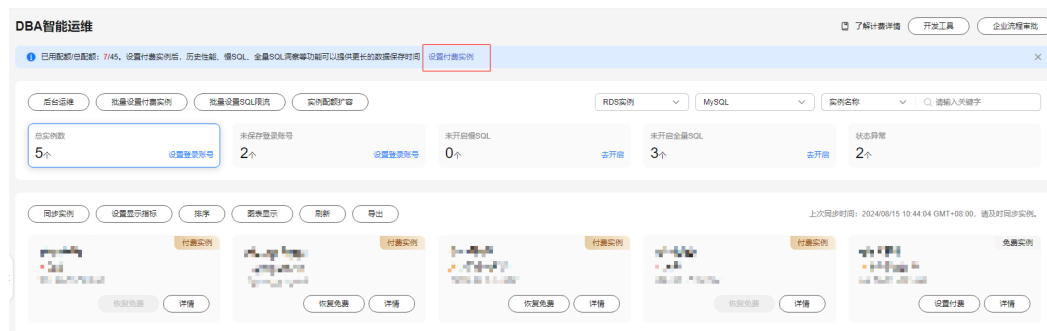 DBA智能运维 了解计费详情 开发工具 企业流程审批
已用配额/总配额：7/45。设置付费实例后，历史性能、慢SQL、全量SQL洞察等功能可以提供更长的数据保存时间 设置付费实例
后台运维 批量设置付费实例 批量设置SQL限流 实例配额扩容 RDS实例 MySQL 实例名称 请输入关键字
总实例数 未保存登录账号 未开启慢SQL 未开启全量SQL 状态异常
5个 设置登录账号 2个 设置登录账号 0个 去开启 3个 去开启 2个
同步实例 设置显示指标 排序 图表显示 刷新 导出 上次同步时间：2024/08/15 10:44:04 GMT+08:00，请及时同步实例。
付费实例 付费实例 付费实例 付费实例 免费实例
恢复免费 详情 恢复免费 详情 恢复免费 详情 恢复免费 详情 设置付费 详情